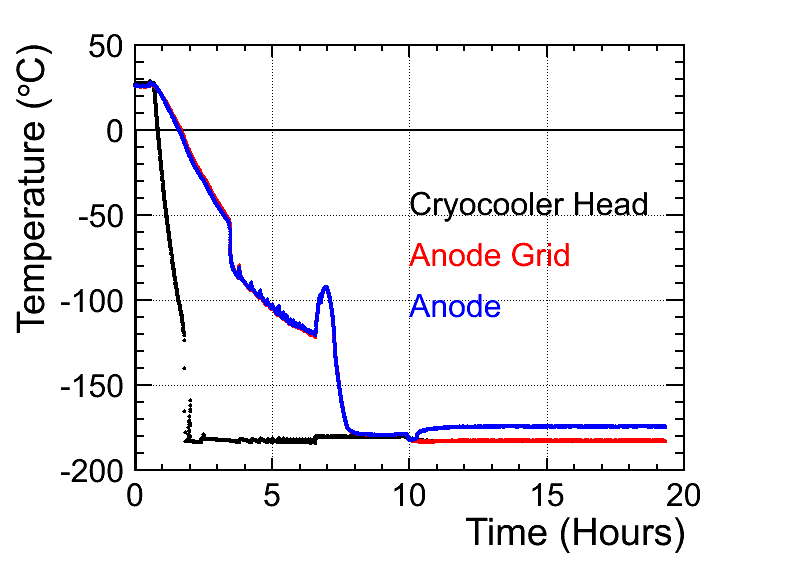 Temperature (°C)
50
0
-50
-100
-150
-200
Cryocooler Head
Anode Grid
Anode
0 5 10 15 20
Time (Hours)